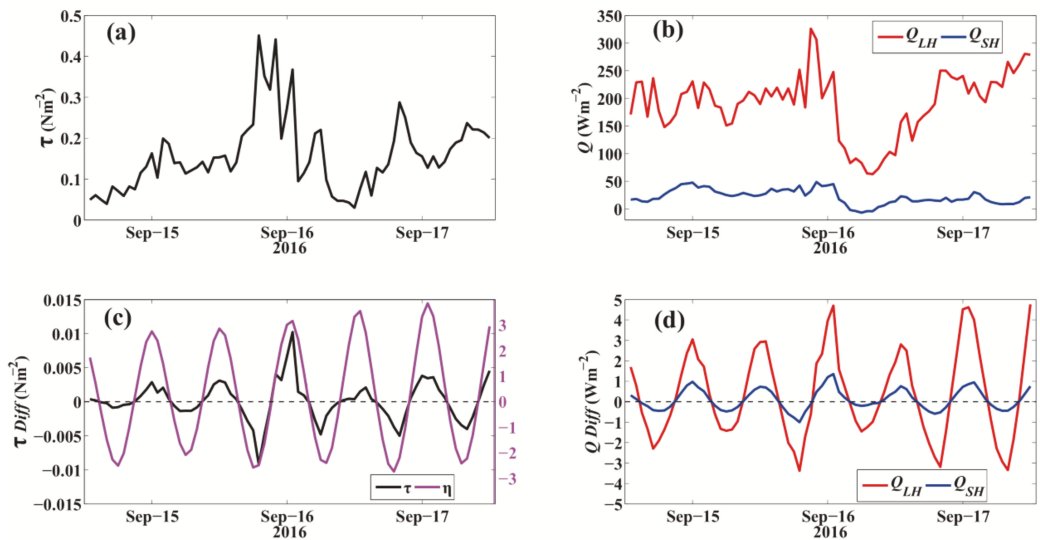 (a)
τ (Nm⁻²)
0.5
0.4
0.3
0.2
0.1
0
Sep−15
Sep−16
Sep−17
2016
(b)
Q (Wm⁻²)
350
300
250
200
150
100
50
0
Q_LH Q_SH
Sep−15
Sep−16
Sep−17
2016
(c)
τ Diff (Nm⁻²)
0.015
0.010
0.005
0
−0.005
−0.01
−0.015
3
2
1
0
−1
−2
−3
τ η
Sep−15
Sep−16
Sep−17
2016
(d)
Q Diff (Wm⁻²)
5
4
3
2
1
0
−1
−2
−3
−4
−5
Q_LH Q_SH
Sep−15
Sep−16
Sep−17
2016